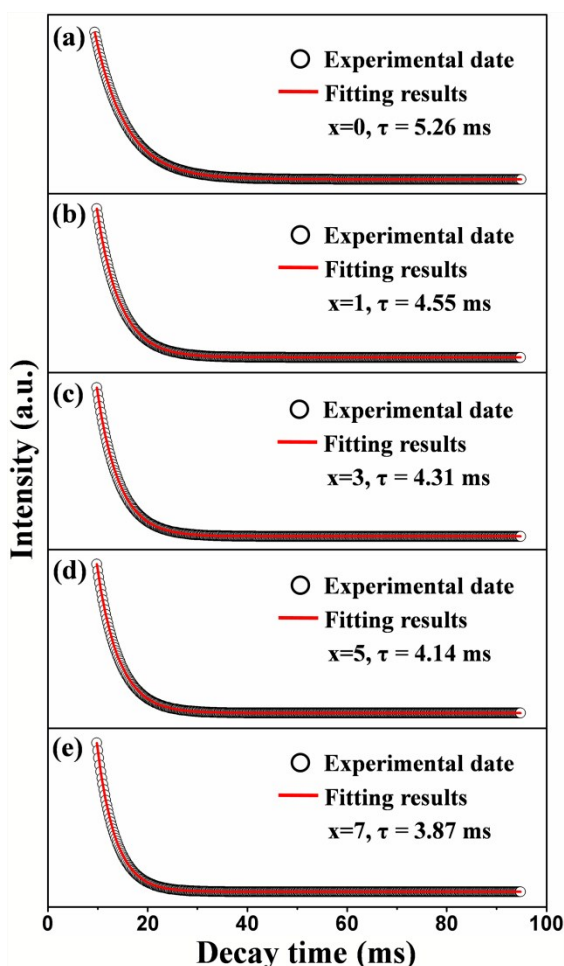 (a)
Experimental date
Fitting results
x=0, τ = 5.26 ms
(b)
Experimental date
Fitting results
x=1, τ = 4.55 ms
(c)
Experimental date
Fitting results
x=3, τ = 4.31 ms
(d)
Experimental date
Fitting results
x=5, τ = 4.14 ms
(e)
Experimental date
Fitting results
x=7, τ = 3.87 ms
Intensity (a.u.)
0 20 40 60 80 100
Decay time (ms)